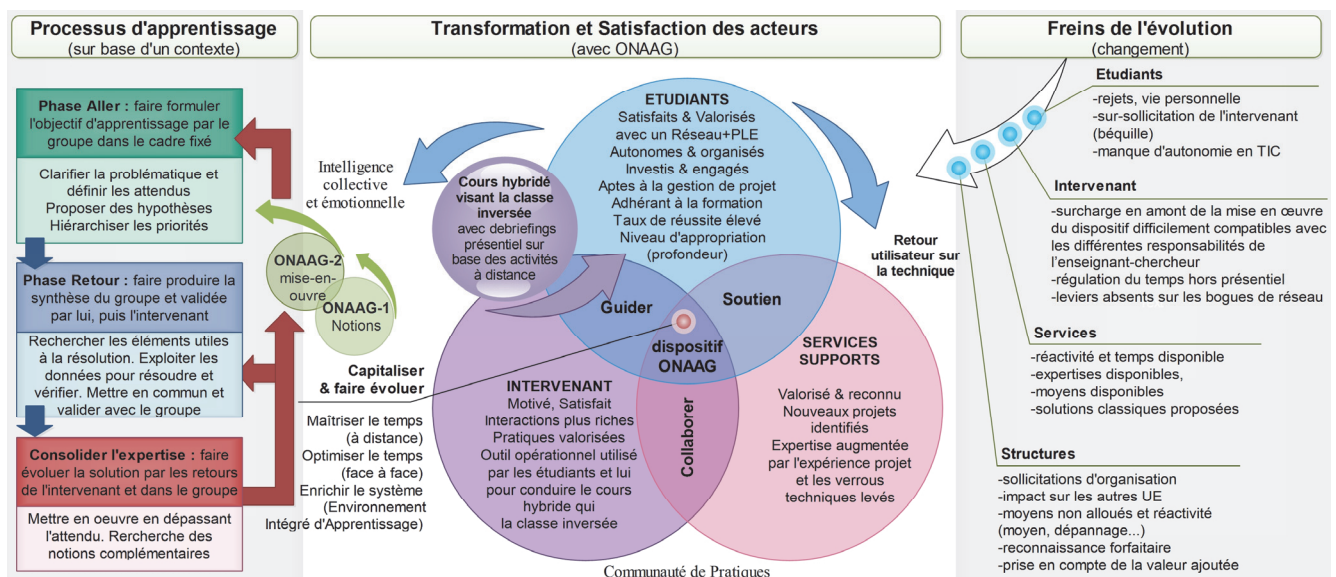 Processus d'apprentissage
(sur base d'un contexte)
Phase Aller : faire formuler
l'objectif d'apprentissage par le
groupe dans le cadre fixé
Clarifier la problématique et
définir les attendus
Proposer des hypothèses
Hiérarchiser les priorités
Phase Retour : faire produire la
synthèse du groupe et validée
par lui, puis l'intervenant
Rechercher les éléments utiles
à la résolution. Exploiter les
données pour résoudre et
vérifier. Mettre en commun et
valider avec le groupe
Consolider l'expertise : faire
évoluer la solution par les retours
de l'intervenant et dans le groupe
Mettre en oeuvre en dépassant
l'attendu. Recherche des
notions complémentaires
Transformation et Satisfaction des acteurs
(avec ONAAG)
Intelligence
collective
et émotionnelle
ONAAG-2
mise-en-
ouvre
ONAAG-1
Notions
Cours hybridé
visant la classe
inversée
avec debriefings
présentiel sur
base des activités
à distance
ETUDIANTS
Satisfaits & Valorisés
avec un Réseau+PLE
Autonomes & organisés
Investis & engagés
Aptes à la gestion de projet
Adhérant à la formation
Taux de réussite élevé
Niveau d'appropriation
(profondeur)
Retour
utilisateur sur
la technique
Guider
Soutien
dispositif
ONAAG
Collaborer
Capitaliser
& faire évoluer
Maîtriser le temps
(à distance)
Optimiser le temps
(face à face)
Enrichir le système
(Environnement
Intégré d'Apprentissage)
INTERVENANT
Motivé, Satisfait
Interactions plus riches
Pratiques valorisées
Outil opérationnel utilisé
par les étudiants et lui
pour conduire le cours
hybride qui
la classe inversée
SERVICES
SUPPORTS
Valorisé & reconnu
Nouveaux projets
identifiés
Expertise augmentée
par l'expérience projet
et les verrous
techniques levés
Communauté de Pratiques
Freins de l'évolution
(changement)
Etudiants
-rejets, vie personnelle
-sur-sollicitation de l'intervenant
(béquille)
-manque d'autonomie en TIC
Intervenant
-surcharge en amont de la mise en œuvre
du dispositif difficilement compatibles avec
les différentes responsabilités de
l'enseignant-chercheur
-régulation du temps hors présentiel
-leviers absents sur les bogues de réseau
Services
-réactivité et temps disponible
-expertises disponibles,
-moyens disponibles
-solutions classiques proposées
Structures
-sollicitations d'organisation
-impact sur les autres UE
-moyens non alloués et réactivité
(moyen, dépannage...)
-reconnaissance forfaitaire
-prise en compte de la valeur ajoutée